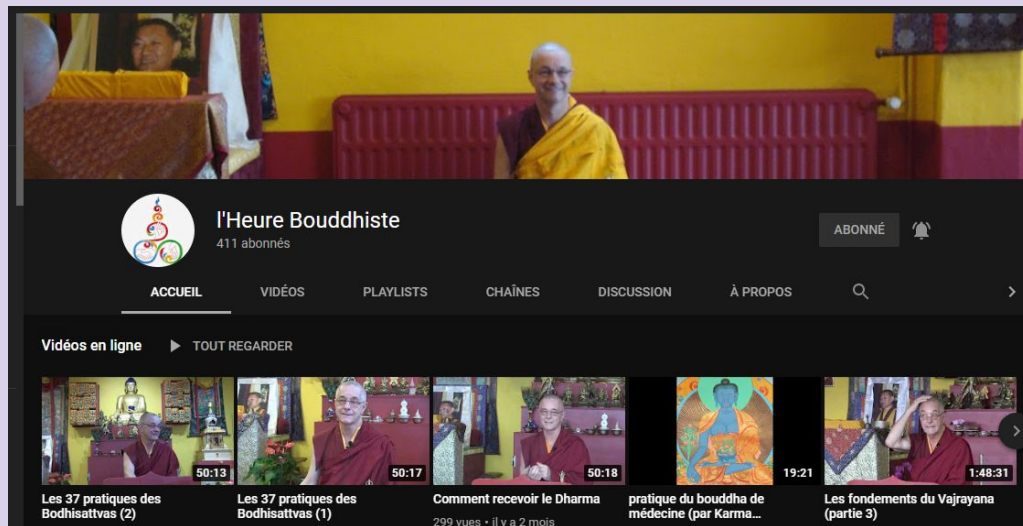 l'Heure Bouddhiste
411 abonnés
ABONNÉ
ACCUEIL VIDÉOS PLAYLISTS CHAÎNES DISCUSSION À PROPOS
Vidéos en ligne TOUT REGARDER
50:13 50:17 50:18 19:21 1:48:31
Les 37 pratiques des Bodhisattvas (2)
Les 37 pratiques des Bodhisattvas (1)
Comment recevoir le Dharma
299 vues • il y a 2 mois
pratique du bouddha de médecine (par Karma...
Les fondements du Vajrayana (partie 3)